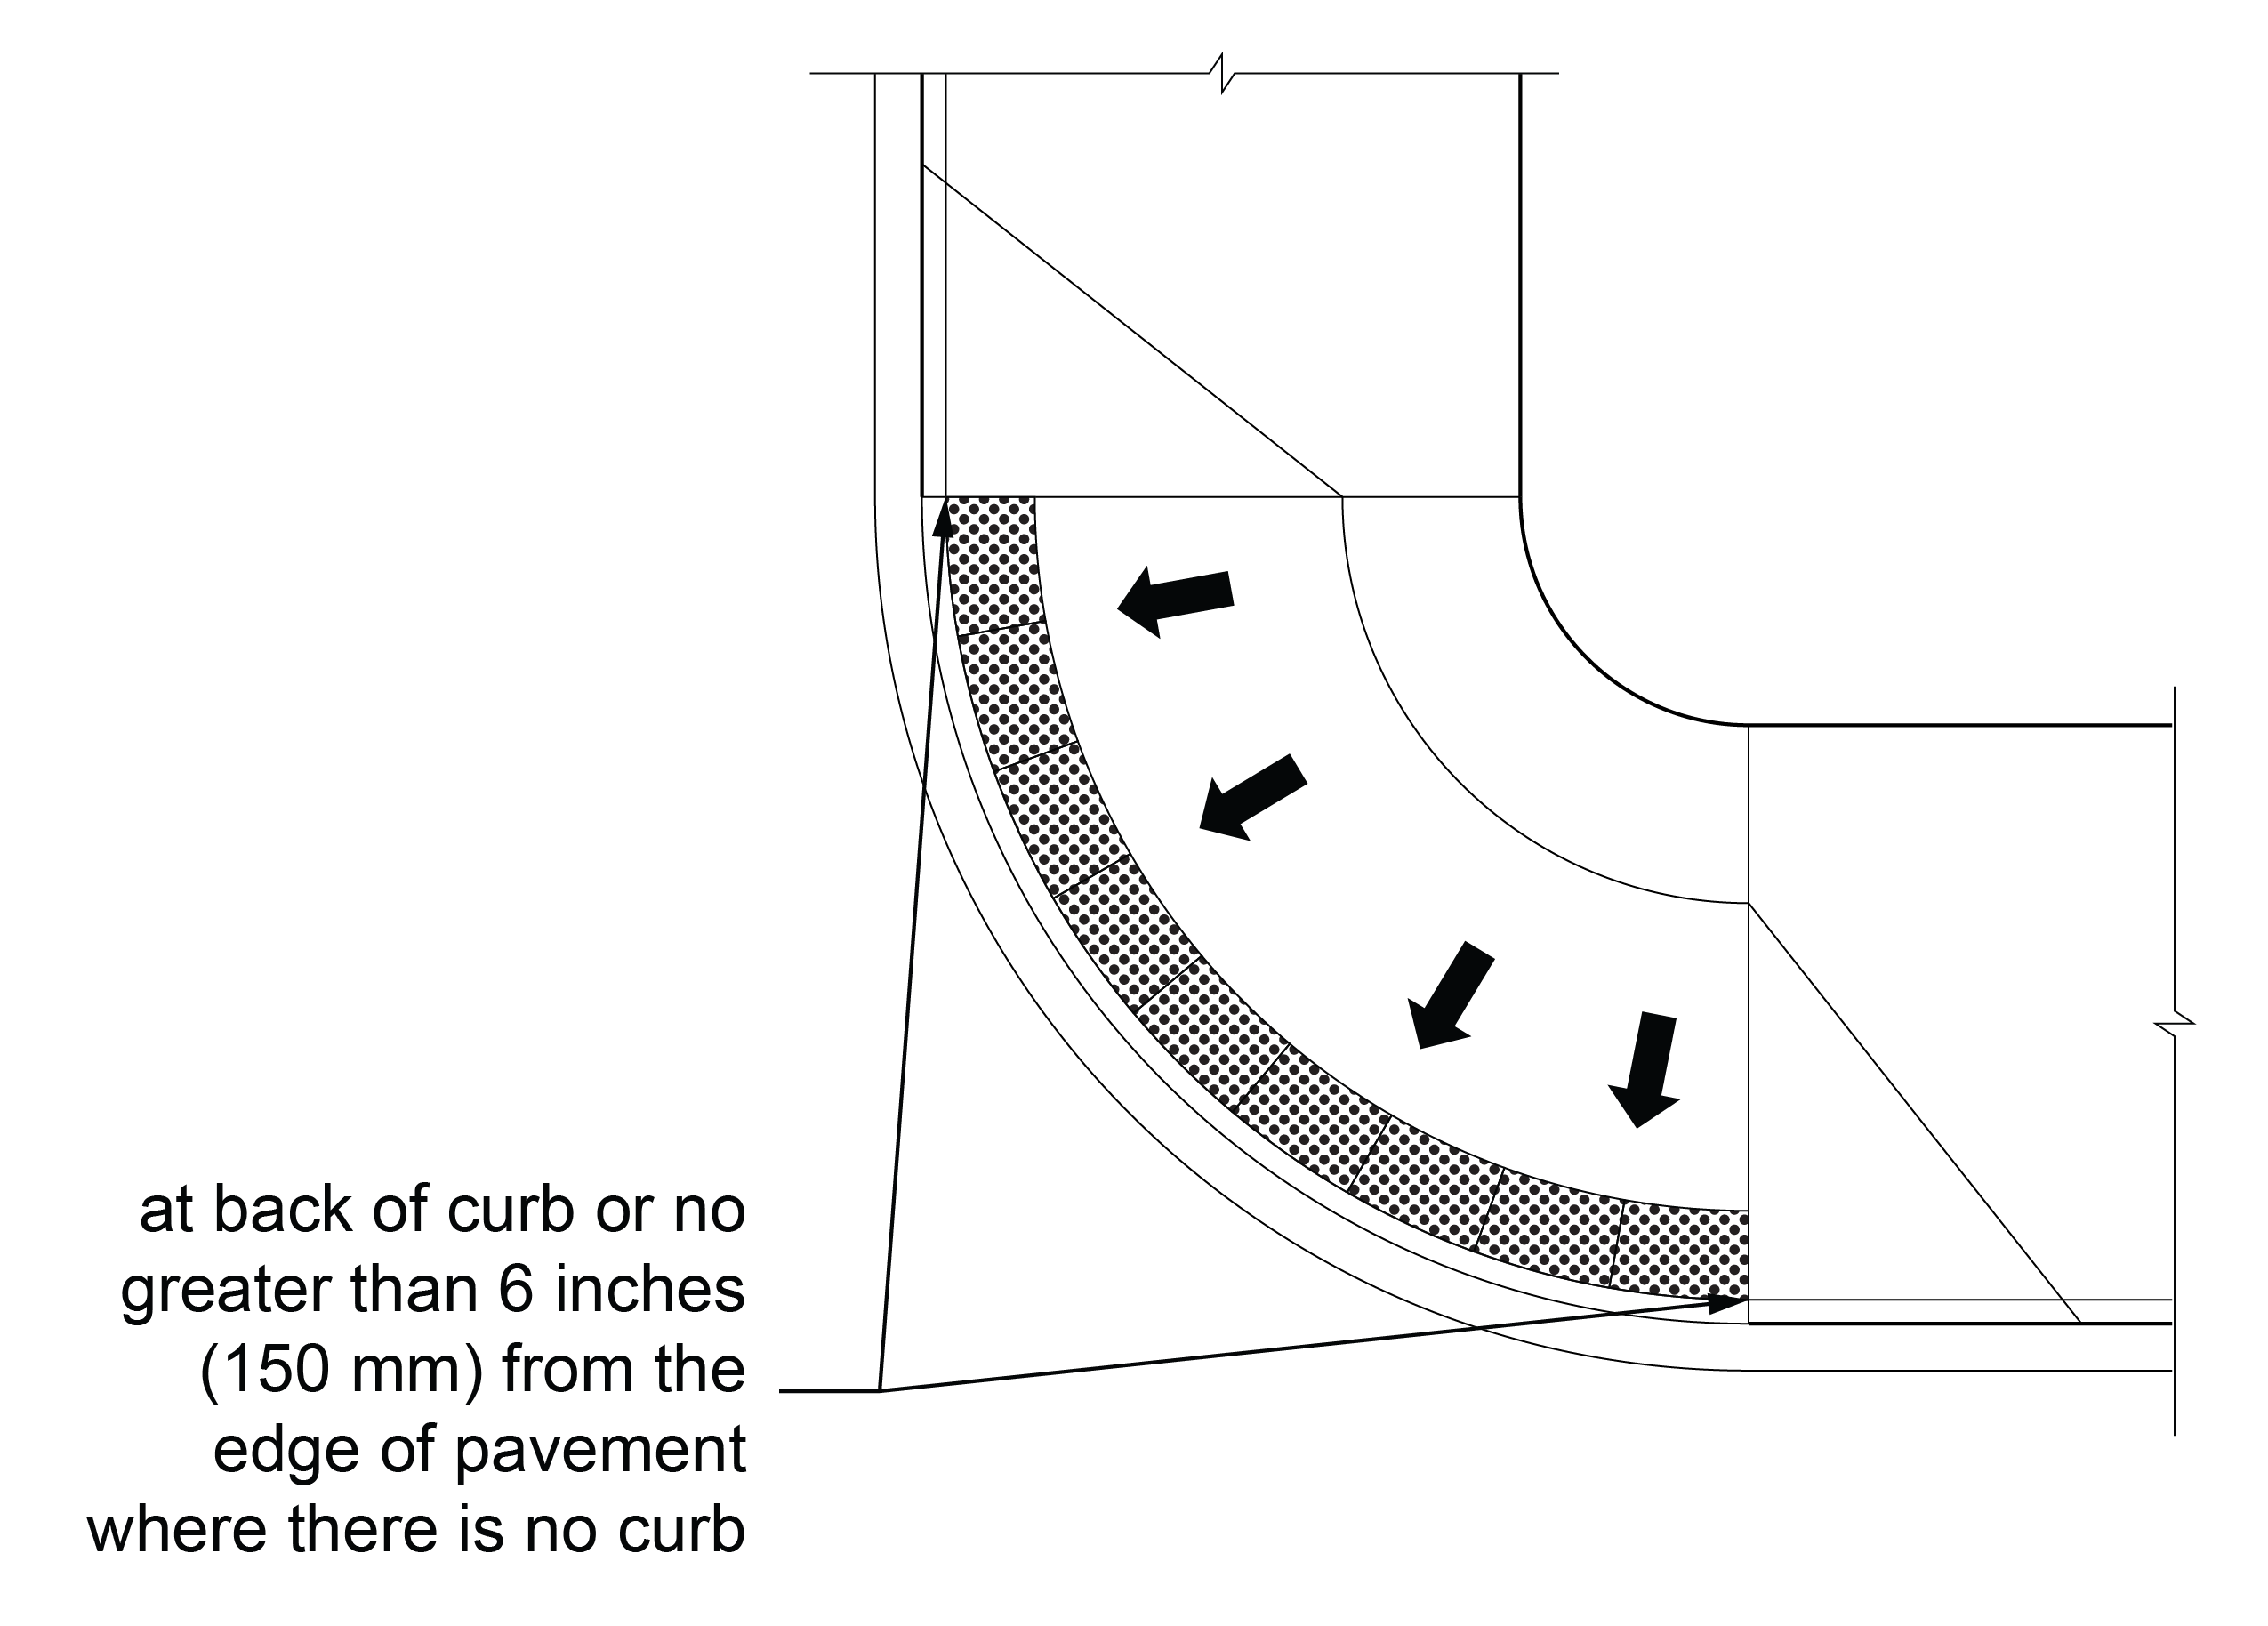 at back of curb or no
greater than 6 inches
(150 mm) from the
edge of pavement
where there is no curb